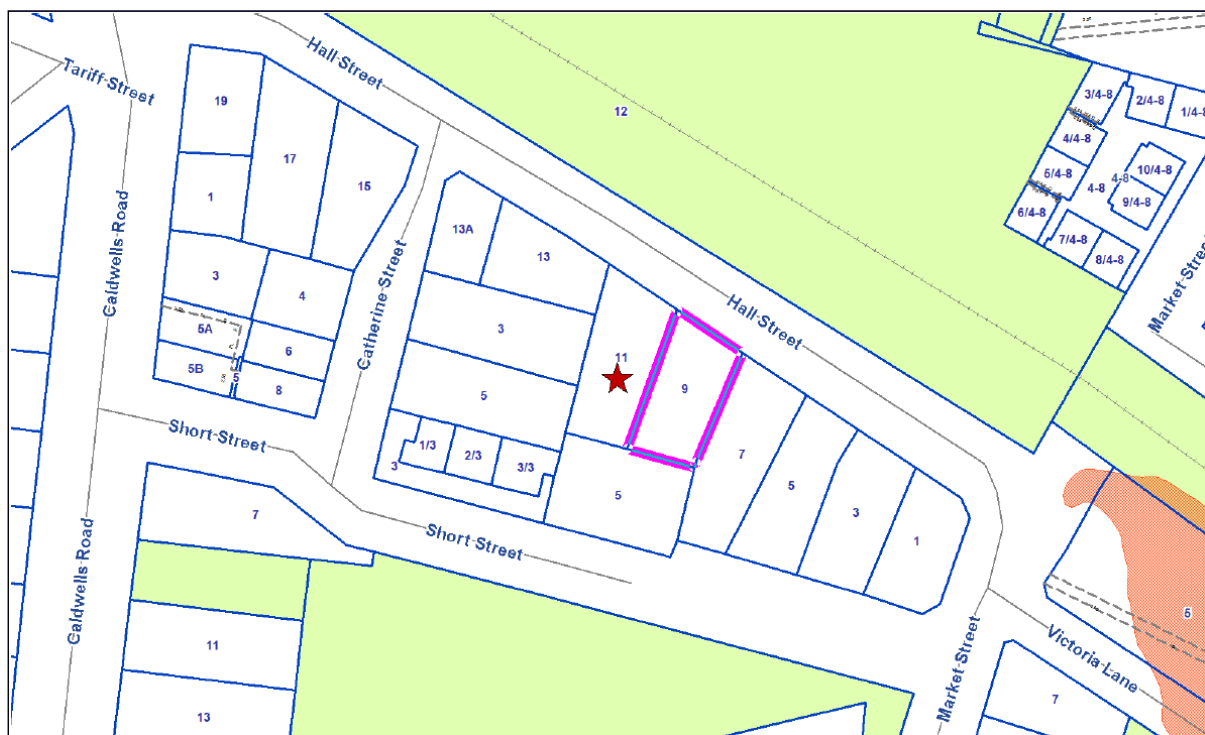 Hall-Street
12
3/4-8
2/4-8
1/4-8
Tariff-Street
19
17
15
4/4-8
10/4-8
5/4-8
4-8
4-8
9/4-8
1
6/4-8
7/4-8
8/4-8
Caldwells-Road
13A
13
Market-Street
3
4
Catherine-Street
3
Hall-Street
5A
6
11
9
5B
5
8
5
Short-Street
1/3
2/3
3/3
3
7
5
5
3
1
7
Short-Street
5
Caldwells-Road
11
Market-Street
Victoria-Lane
7
13